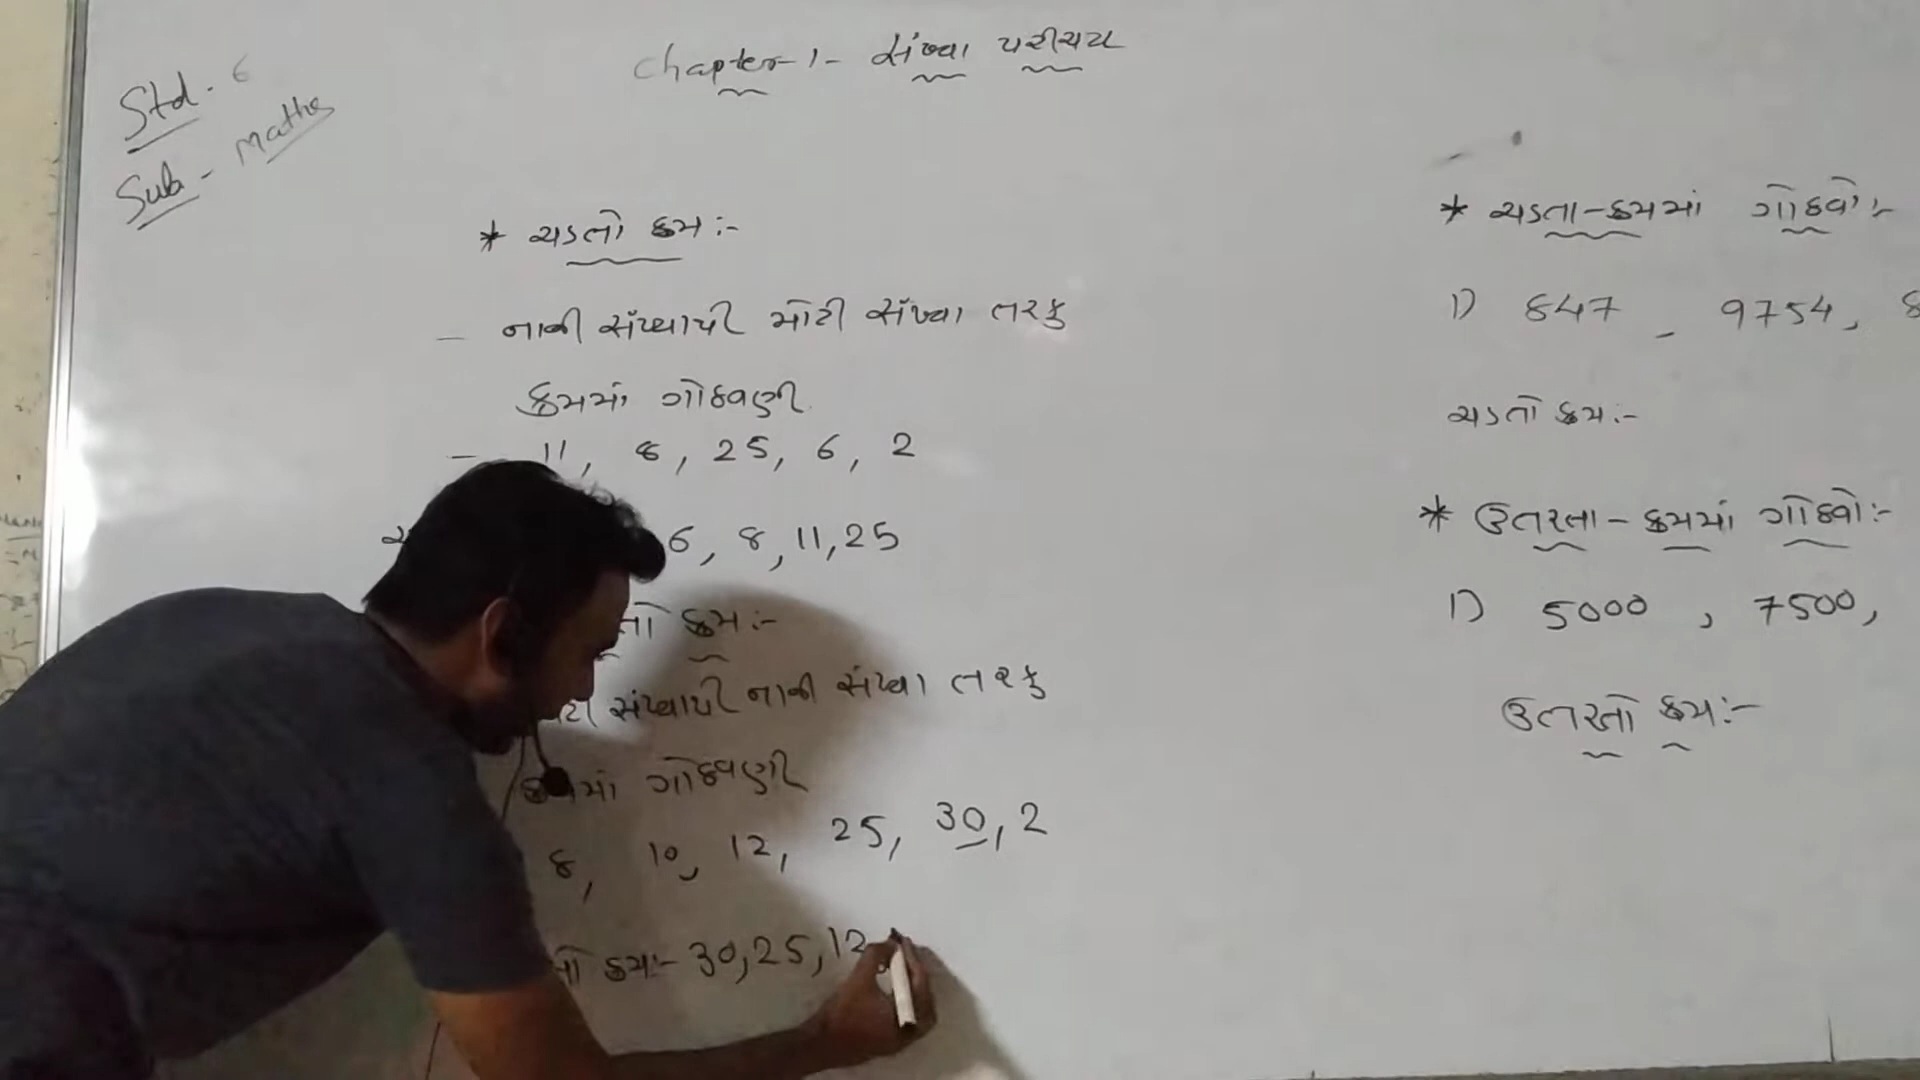 Std. 6
Sub - maths
Chapter-1- સંખ્યા પરીચય
* ચડતો ક્રમ :-
- નાની સંખ્યાથી મોટી સંખ્યા તરફ
ક્રમમાં ગોઠવણી
- 11, 8, 25, 6, 2
6, 8, 11, 25
તો ક્રમ :-
ટી સંખ્યાથી નાની સંખ્યા તરફ
ક્રમમાં ગોઠવણી
8, 10, 12, 25, 30, 2
તો ક્રમ :- 30, 25, 12
* ચડતા - ક્રમમાં ગોઠવો :-
1) 847, 9754, 8
ચડતો ક્રમ :-
* ઉતરતા - ક્રમમાં ગોઠવો :-
1) 5000, 7500,
ઉતરતો ક્રમ :-